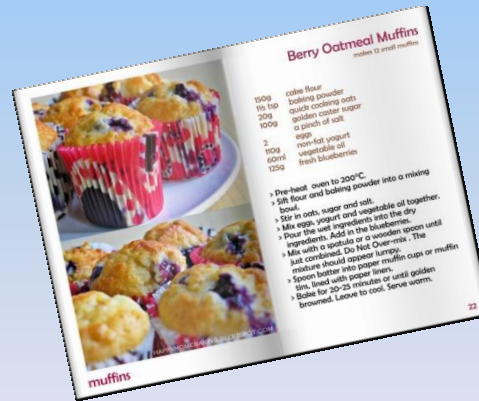 Berry Oatmeal Muffins
makes 12 small muffins
150g cake flour
1½ tsp baking powder
20g quick cooking oats
100g golden caster sugar
a pinch of salt
2 eggs
110g non-fat yogurt
60ml vegetable oil
125g fresh blueberries
> Pre-heat oven to 200°C.
> Sift flour and baking powder into a mixing
bowl.
> Stir in oats, sugar and salt.
> Mix eggs, yogurt and vegetable oil together.
> Pour the wet ingredients into the dry
ingredients. Add in the blueberries.
> Mix with a spatula or a wooden spoon until
just combined. Do Not Over-mix . The
mixture should appear lumpy.
> Spoon batter into paper muffin cups or muffin
tins, lined with paper liners.
> Bake for 20-25 minutes or until golden
browned. Leave to cool. Serve warm.
22
HAPPYHOMEBAKING.BLOGSPOT.COM
muffins